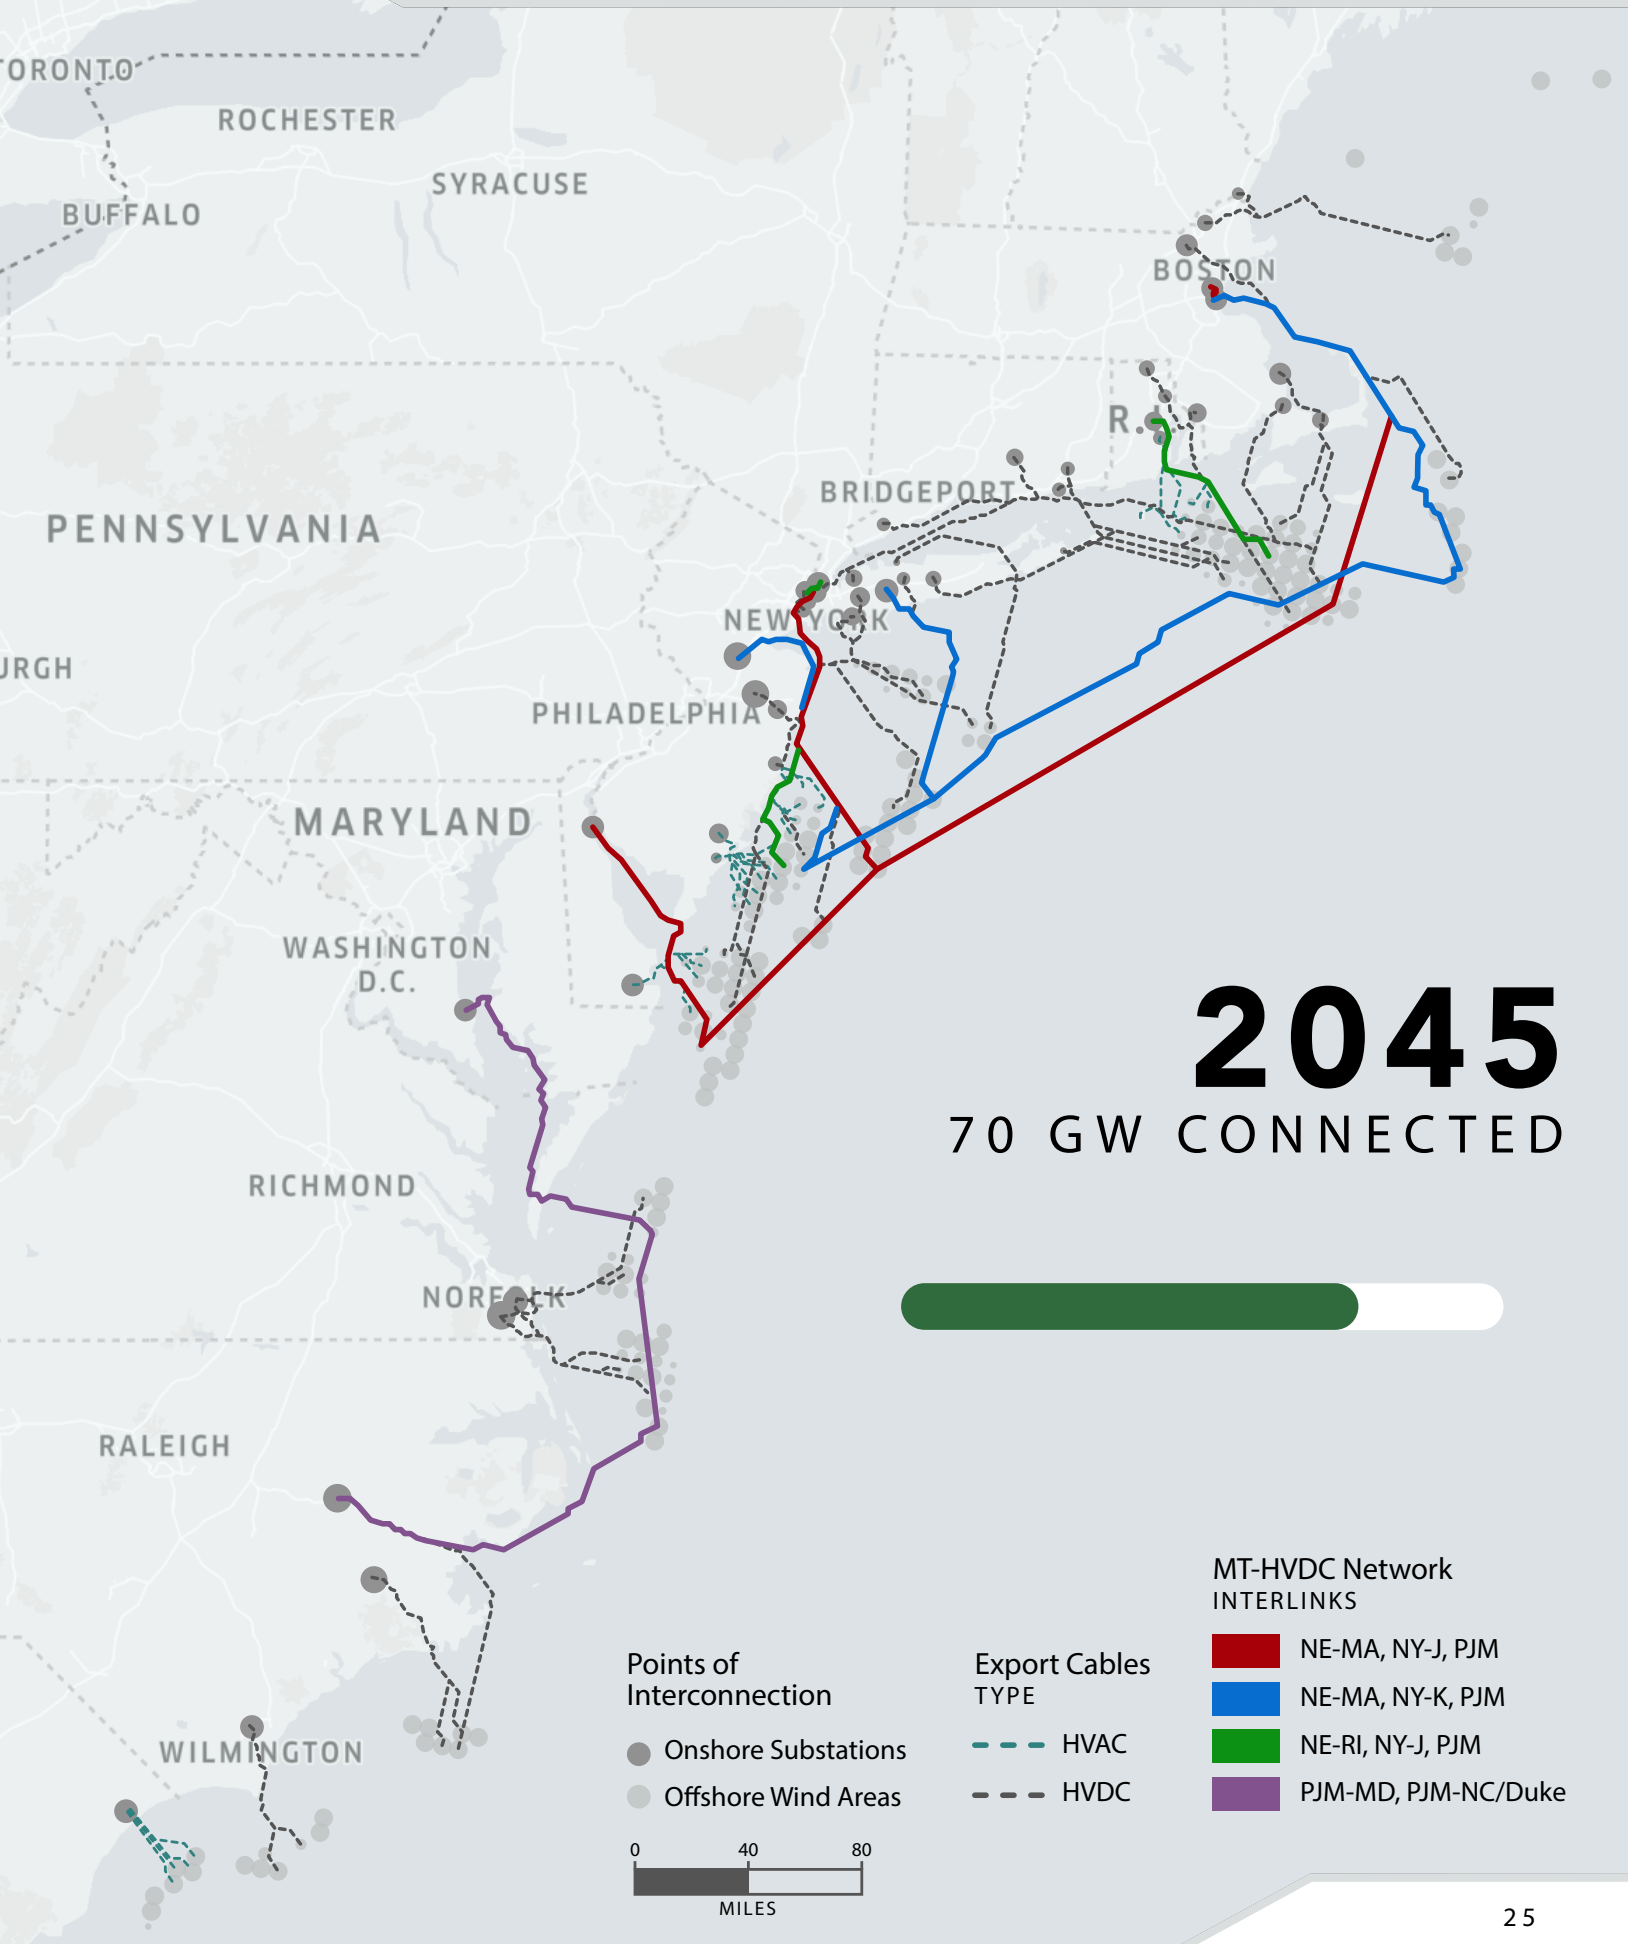 TORONTO
ROCHESTER
SYRACUSE
BUFFALO
BOSTON
R.I.
BRIDGEPORT
PENNSYLVANIA
NEW YORK
URGH
PHILADELPHIA
MARYLAND
WASHINGTON
D.C.
2045
70 GW CONNECTED
RICHMOND
NORFOLK
RALEIGH
WILMINGTON
Points of
Interconnection
Onshore Substations
Offshore Wind Areas
0 40 80
MILES
Export Cables
TYPE
HVAC
HVDC
MT-HVDC Network
INTERLINKS
NE-MA, NY-J, PJM
NE-MA, NY-K, PJM
NE-RI, NY-J, PJM
PJM-MD, PJM-NC/Duke
25